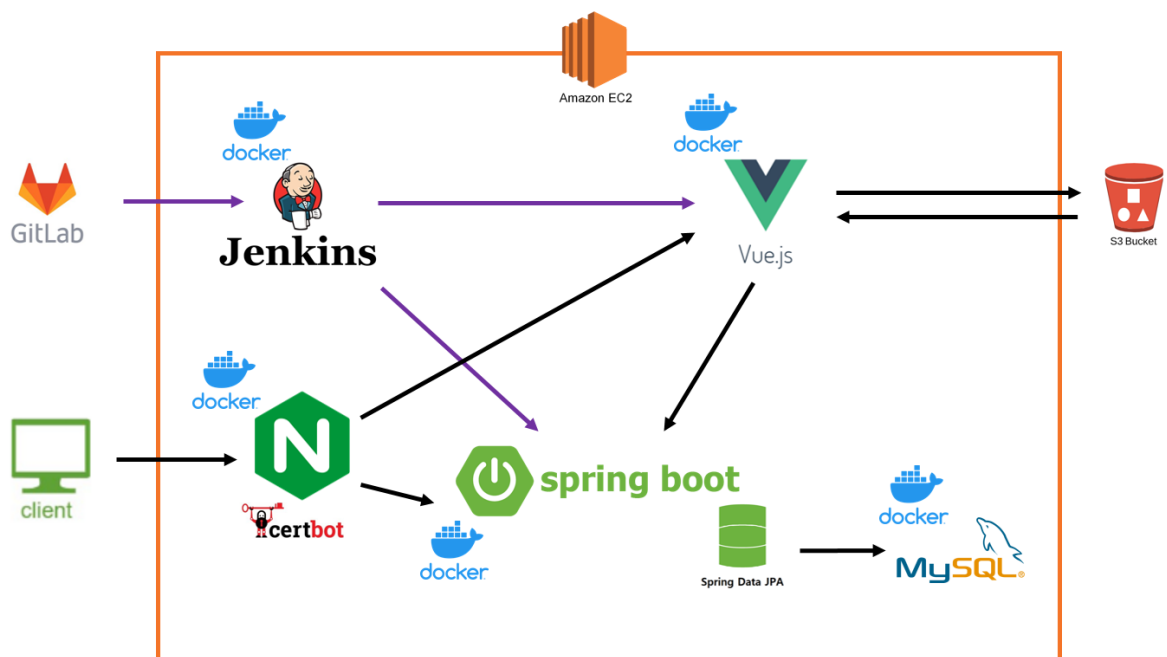 Amazon EC2
docker
docker
GitLab
Jenkins
Vue.js
S3 Bucket
docker
N
client
certbot
spring boot
docker
docker
Spring Data JPA
MySQL®